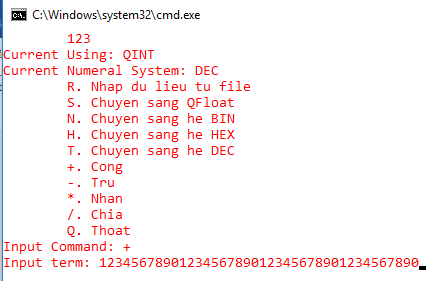 C:\Windows\system32\cmd.exe
123
Current Using: QINT
Current Numeral System: DEC
R. Nhap du lieu tu file
S. Chuyen sang QFloat
N. Chuyen sang he BIN
H. Chuyen sang he HEX
T. Chuyen sang he DEC
+. Cong
-. Tru
*. Nhan
/. Chia
Q. Thoat
Input Command: +
Input term: 1234567890123456789012345678901234567890